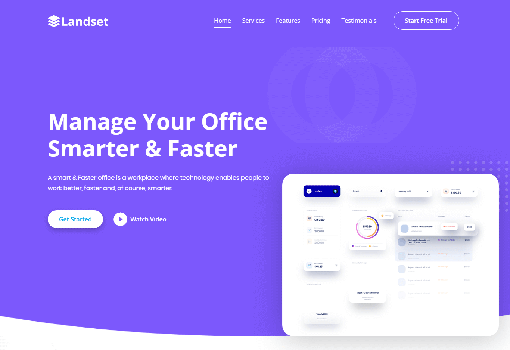 Landset
Home Services Features Pricing Testimonials Start Free Trial
Manage Your Office
Smarter & Faster
A smart & Faster office is a workplace where technology enables people to
work better, faster and, of course, smarter.
Get Started Watch Video